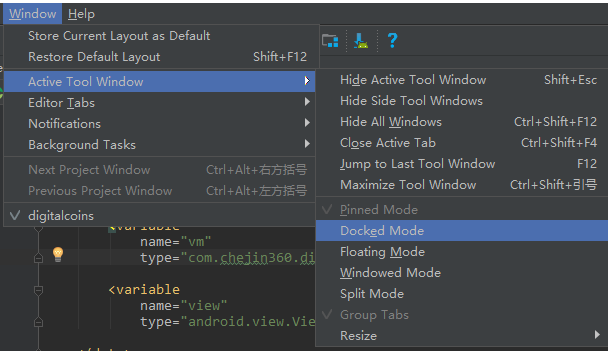 Window Help
Store Current Layout as Default
Restore Default Layout Shift+F12
Active Tool Window
Editor Tabs
Notifications
Background Tasks
Next Project Window Ctrl+Alt+右方括号
Previous Project Window Ctrl+Alt+左方括号
digitalcoins
Hide Active Tool Window Shift+Esc
Hide Side Tool Windows
Hide All Windows Ctrl+Shift+F12
Close Active Tab Ctrl+Shift+F4
Jump to Last Tool Window F12
Maximize Tool Window Ctrl+Shift+引号
Pinned Mode
Docked Mode
Floating Mode
Windowed Mode
Split Mode
Group Tabs
Resize
<variable
name="vm"
type="com.chejin360.di
<variable
name="view"
type="android.view.Vie